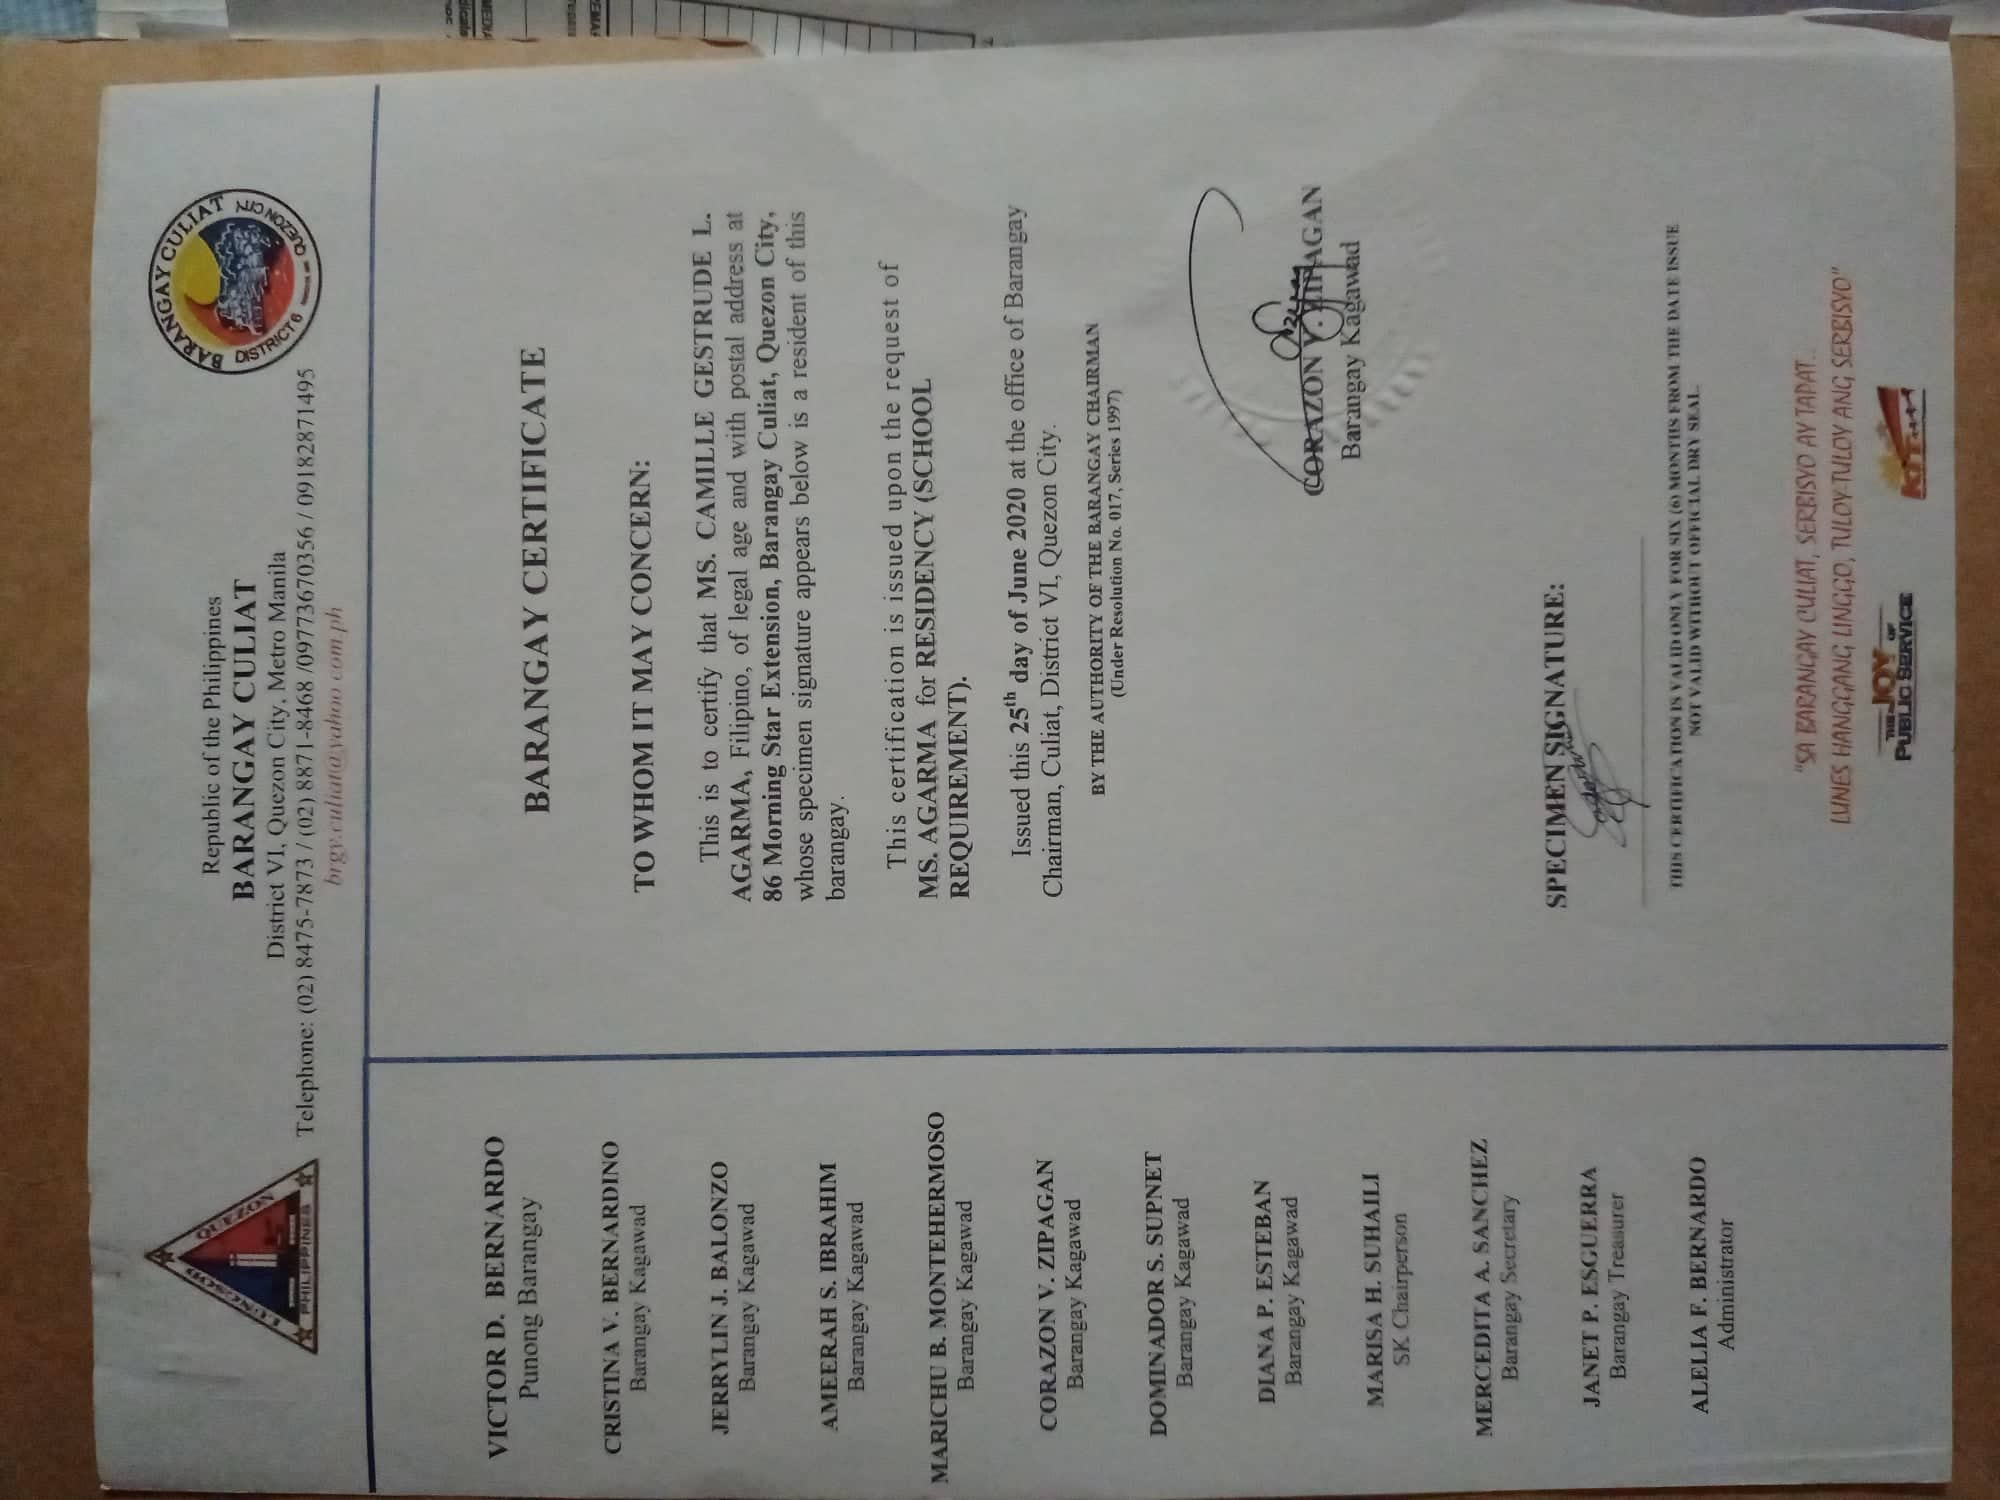 Republic of the Philippines
BARANGAY CULIAT
District VI, Quezon City, Metro Manila
Telephone: (02) 8475-7873 / (02) 8871-8468 /09773670356 / 09182871495
brgy.culiat@yahoo.com.ph
LUNGSOD QUEZON
PHILIPPINES
BARANGAY CULIAT
QUEZON CITY
DISTRICT 6
VICTOR D. BERNARDO
Punong Barangay
CRISTINA V. BERNARDINO
Barangay Kagawad
JERRYLIN J. BALONZO
Barangay Kagawad
AMEERAH S. IBRAHIM
Barangay Kagawad
MARICHU B. MONTEHERMOSO
Barangay Kagawad
CORAZON V. ZIPAGAN
Barangay Kagawad
DOMINADOR S. SUPNET
Barangay Kagawad
DIANA P. ESTEBAN
Barangay Kagawad
MARISA H. SUHAILI
SK Chairperson
MERCEDITA A. SANCHEZ
Barangay Secretary
JANET P. ESGUERRA
Barangay Treasurer
ALELIA F. BERNARDO
Administrator
BARANGAY CERTIFICATE
TO WHOM IT MAY CONCERN:
This is to certify that MS. CAMILLE GESTRUDE L.
AGARMA, Filipino, of legal age and with postal address at
86 Morning Star Extension, Barangay Culiat, Quezon City,
whose specimen signature appears below is a resident of this
barangay.
This certification is issued upon the request of
MS. AGARMA for RESIDENCY (SCHOOL
REQUIREMENT).
Issued this 25th day of June 2020 at the office of Barangay
Chairman, Culiat, District VI, Quezon City.
BY THE AUTHORITY OF THE BARANGAY CHAIRMAN
(Under Resolution No. 017, Series 1997)
CORAZON V. ZIPAGAN
Barangay Kagawad
SPECIMEN SIGNATURE:
THIS CERTIFICATION IS VALID ONLY FOR SIX (6) MONTHS FROM THE DATE ISSUE
NOT VALID WITHOUT OFFICIAL DRY SEAL.
"SA BARANGAY CULIAT, SERBISYO AY TAPAT..
LUNES HANGGANG LINGGO, TULOY-TULOY ANG SERBISYO"
THE JOY OF
PUBLIC SERVICE